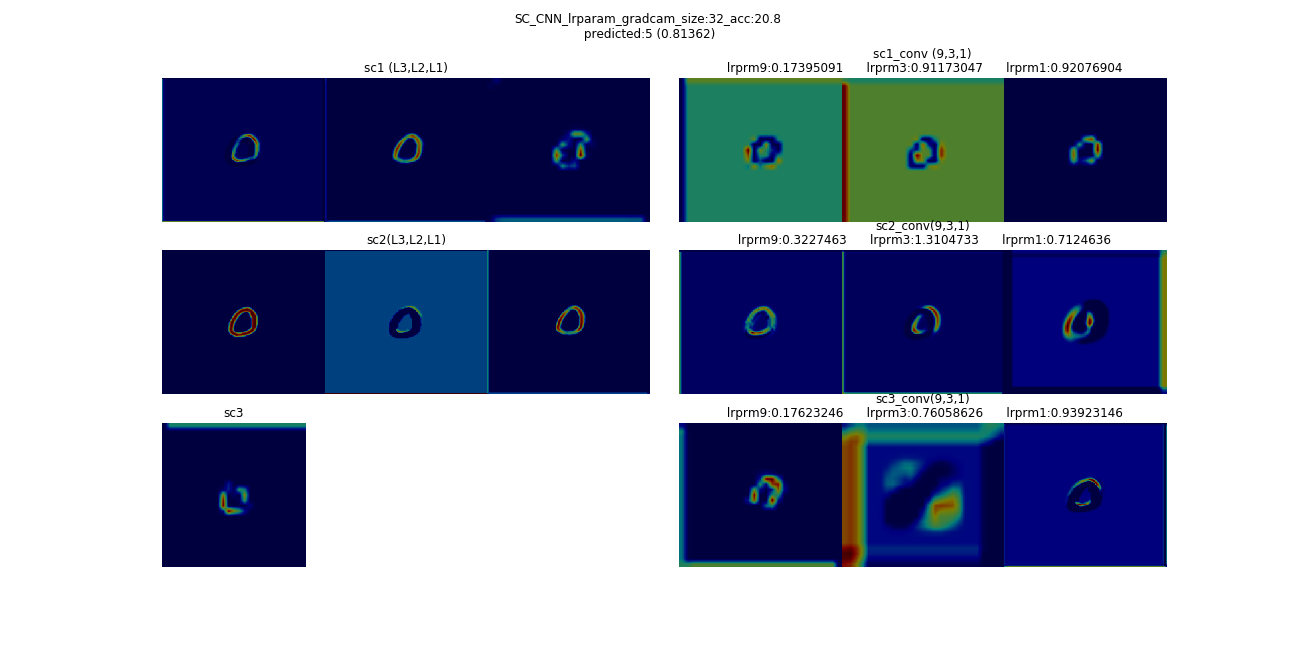 SC_CNN_lrparam_gradcam_size:32_acc:20.8
predicted:5 (0.81362)
sc1 (L3,L2,L1)
sc1_conv (9,3,1)
lrprm9:0.17395091 lrprm3:0.91173047 lrprm1:0.92076904
sc2(L3,L2,L1)
sc2_conv(9,3,1)
lrprm9:0.3227463 lrprm3:1.3104733 lrprm1:0.7124636
sc3
sc3_conv(9,3,1)
lrprm9:0.17623246 lrprm3:0.76058626 lrprm1:0.93923146